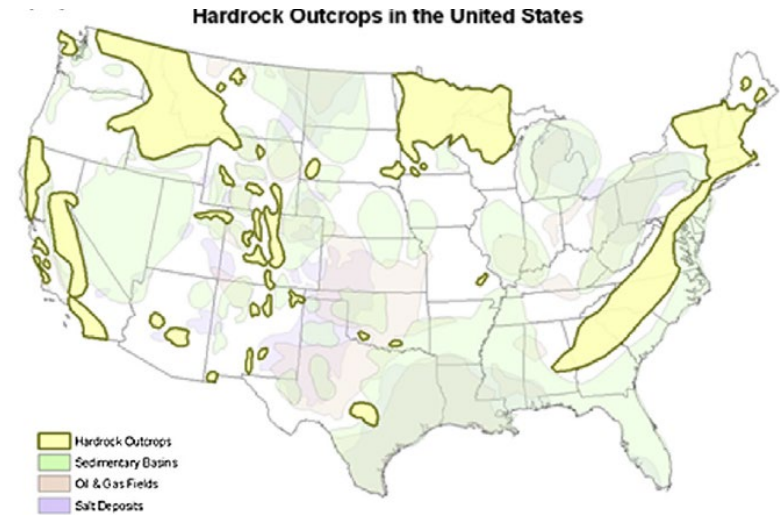 Hardrock Outcrops in the United States
Hardrock Outcrops
Sedimentary Basins
Oil & Gas Fields
Salt Deposits